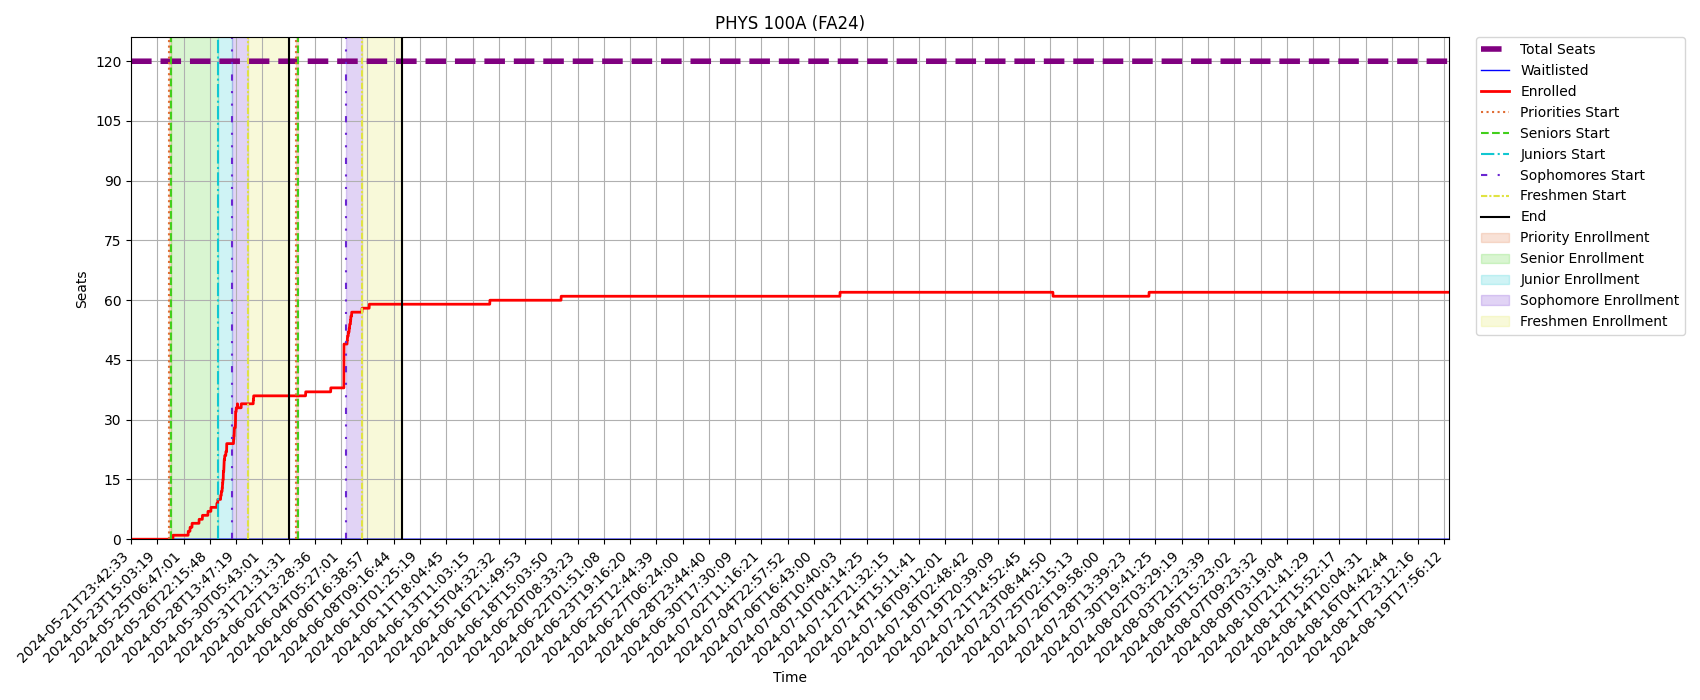 PHYS 100A (FA24)
Total Seats
Waitlisted
Enrolled
Priorities Start
Seniors Start
Juniors Start
Sophomores Start
Freshmen Start
End
Priority Enrollment
Senior Enrollment
Junior Enrollment
Sophomore Enrollment
Freshmen Enrollment
Seats
120
105
90
75
60
45
30
15
0
2024-05-21T23:42:33
2024-05-23T15:03:19
2024-05-25T06:47:01
2024-05-26T22:15:48
2024-05-28T13:47:19
2024-05-30T05:43:01
2024-05-31T21:31:31
2024-06-02T13:28:36
2024-06-04T05:27:01
2024-06-06T16:38:57
2024-06-08T09:16:44
2024-06-10T01:25:19
2024-06-11T18:04:45
2024-06-13T11:03:15
2024-06-15T04:32:32
2024-06-16T21:49:53
2024-06-18T15:03:50
2024-06-20T08:33:23
2024-06-22T01:51:08
2024-06-23T19:16:20
2024-06-25T12:44:39
2024-06-27T06:24:00
2024-06-28T23:44:40
2024-06-30T17:30:09
2024-07-02T11:16:21
2024-07-04T22:57:52
2024-07-06T16:43:00
2024-07-08T10:40:03
2024-07-10T04:14:25
2024-07-12T21:32:15
2024-07-14T15:11:41
2024-07-16T09:12:01
2024-07-18T02:48:42
2024-07-19T20:39:09
2024-07-21T14:52:45
2024-07-23T08:44:50
2024-07-25T02:15:13
2024-07-26T19:58:00
2024-07-28T13:39:23
2024-07-30T19:41:25
2024-08-02T03:29:19
2024-08-03T21:23:39
2024-08-05T15:23:02
2024-08-07T09:23:32
2024-08-09T03:19:04
2024-08-10T21:41:29
2024-08-12T15:52:17
2024-08-14T10:04:31
2024-08-16T04:42:44
2024-08-17T23:12:16
2024-08-19T17:56:12
Time